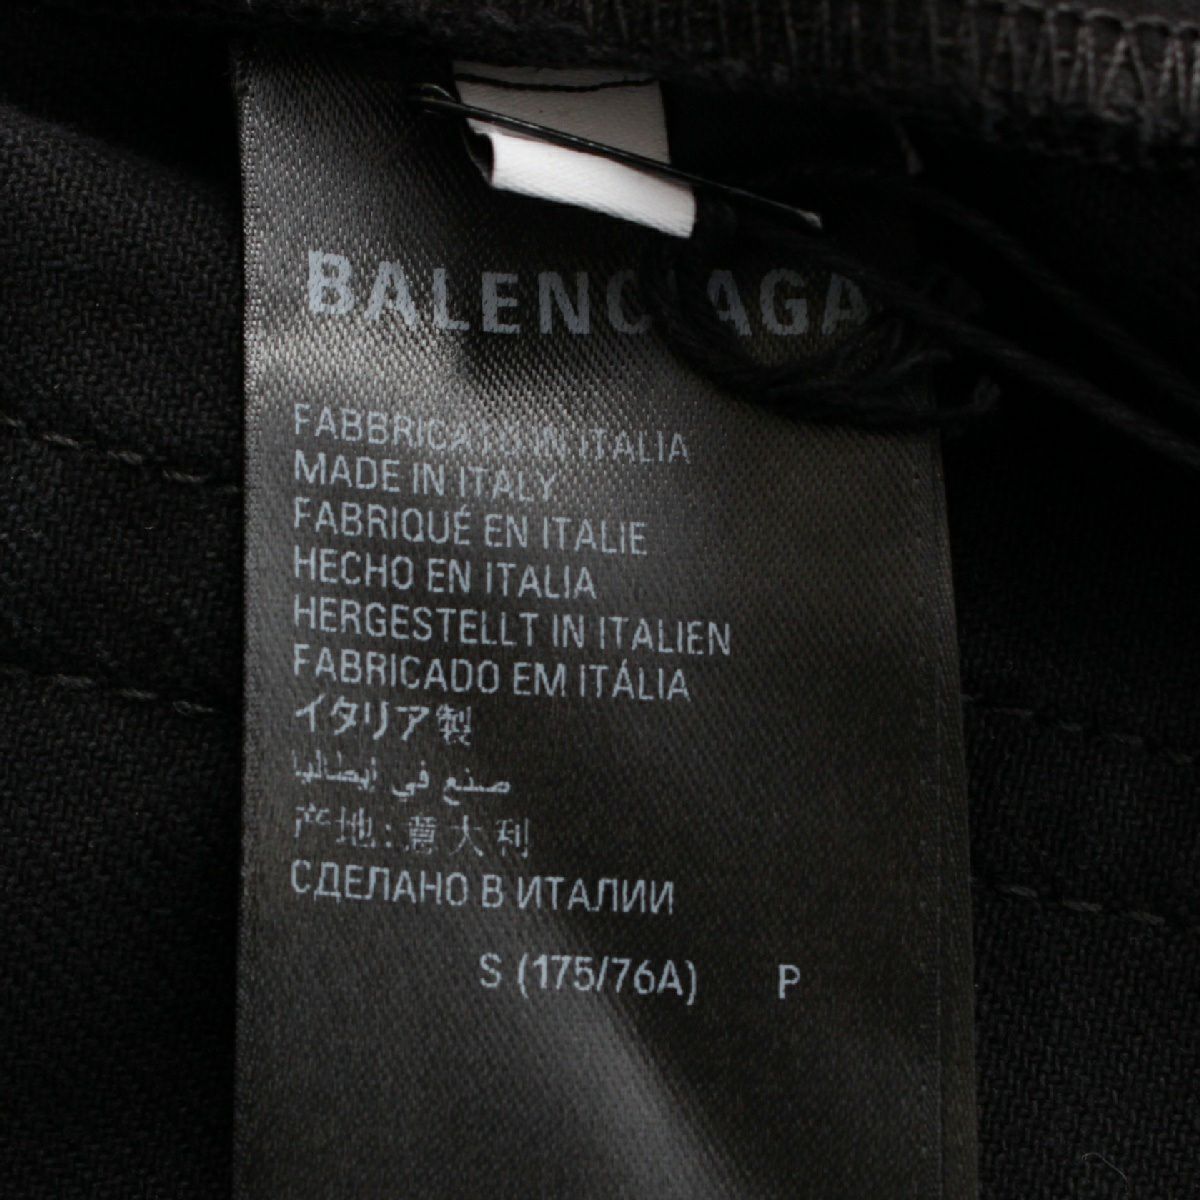 BALENCIAGA
FABBRICATO IN ITALIA
MADE IN ITALY
FABRIQUÉ EN ITALIE
HECHO EN ITALIA
HERGESTELLT IN ITALIEN
FABRICADO EM ITÁLIA
イタリア製
صنع في إيطاليا
产地:意大利
СДЕЛАНО В ИТАЛИИ
S (175/76A) P